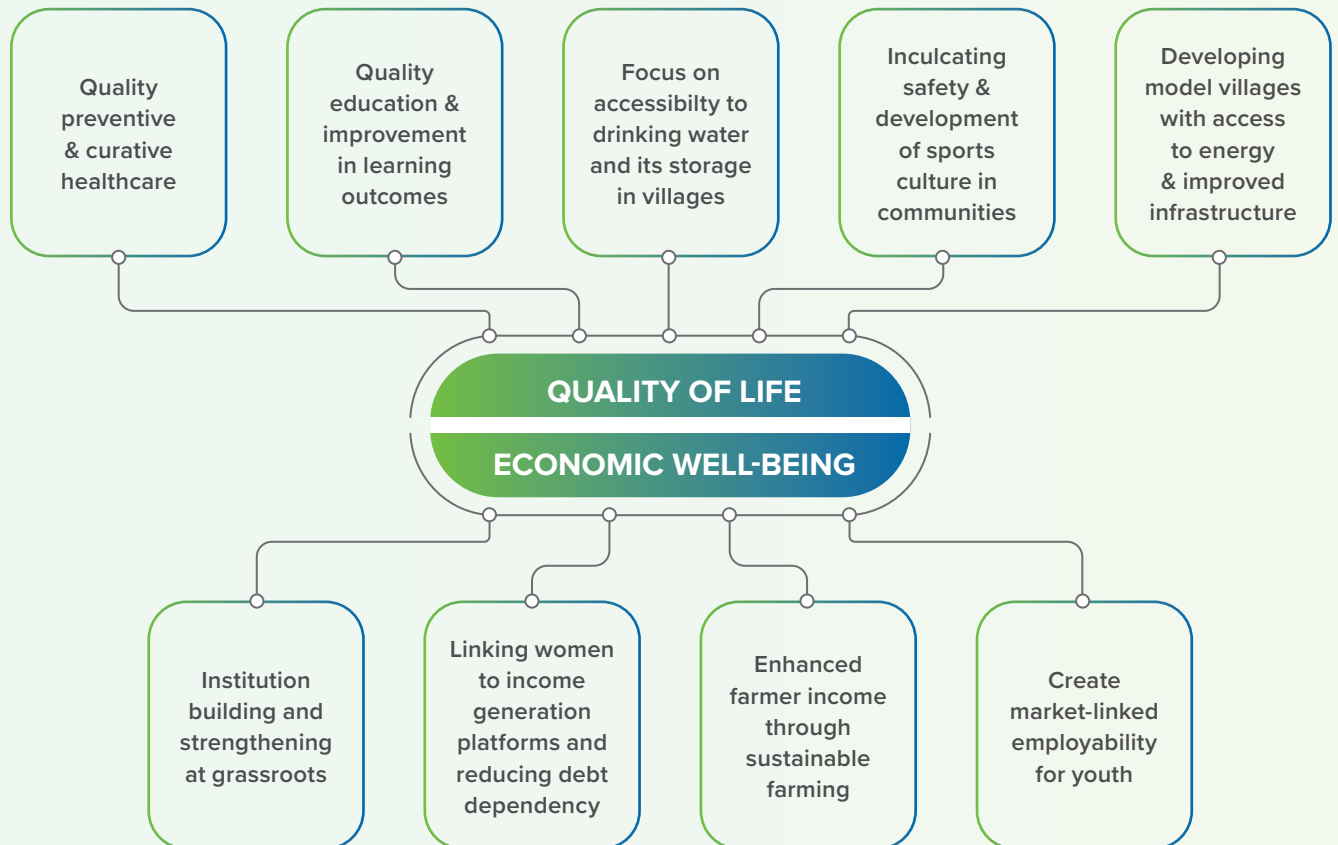 Quality
preventive
& curative
healthcare
Quality
education &
improvement
in learning
outcomes
Focus on
accessibilty to
drinking water
and its storage
in villages
Inculcating
safety &
development
of sports
culture in
communities
Developing
model villages
with access
to energy
& improved
infrastructure
QUALITY OF LIFE
ECONOMIC WELL-BEING
Institution
building and
strengthening
at grassroots
Linking women
to income
generation
platforms and
reducing debt
dependency
Enhanced
farmer income
through
sustainable
farming
Create
market-linked
employability
for youth